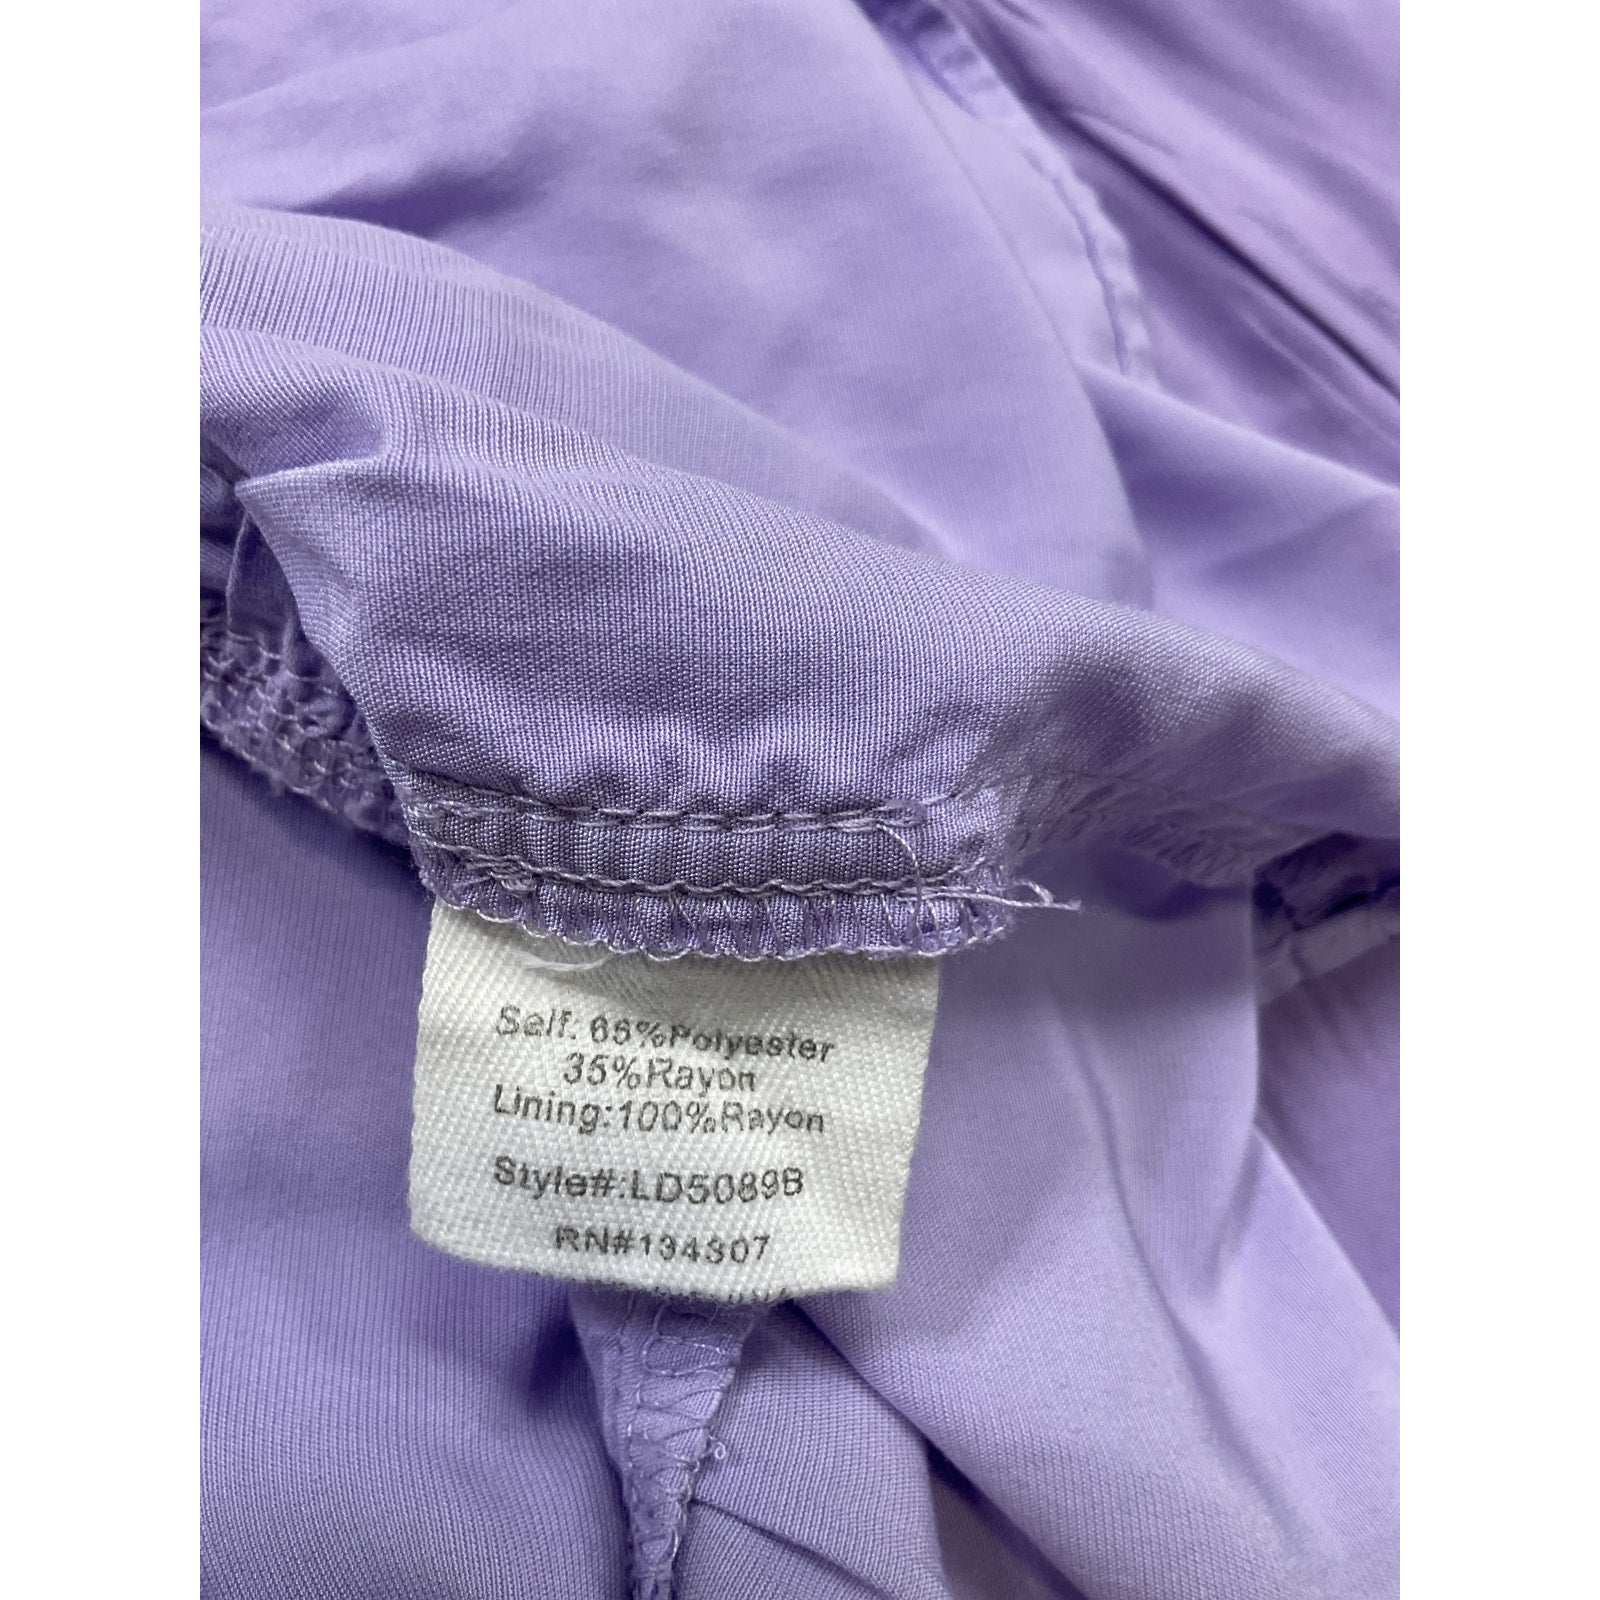 Self: 65%Polyester
35%Rayon
Lining:100%Rayon
Style#:LD5089B
RN#134307